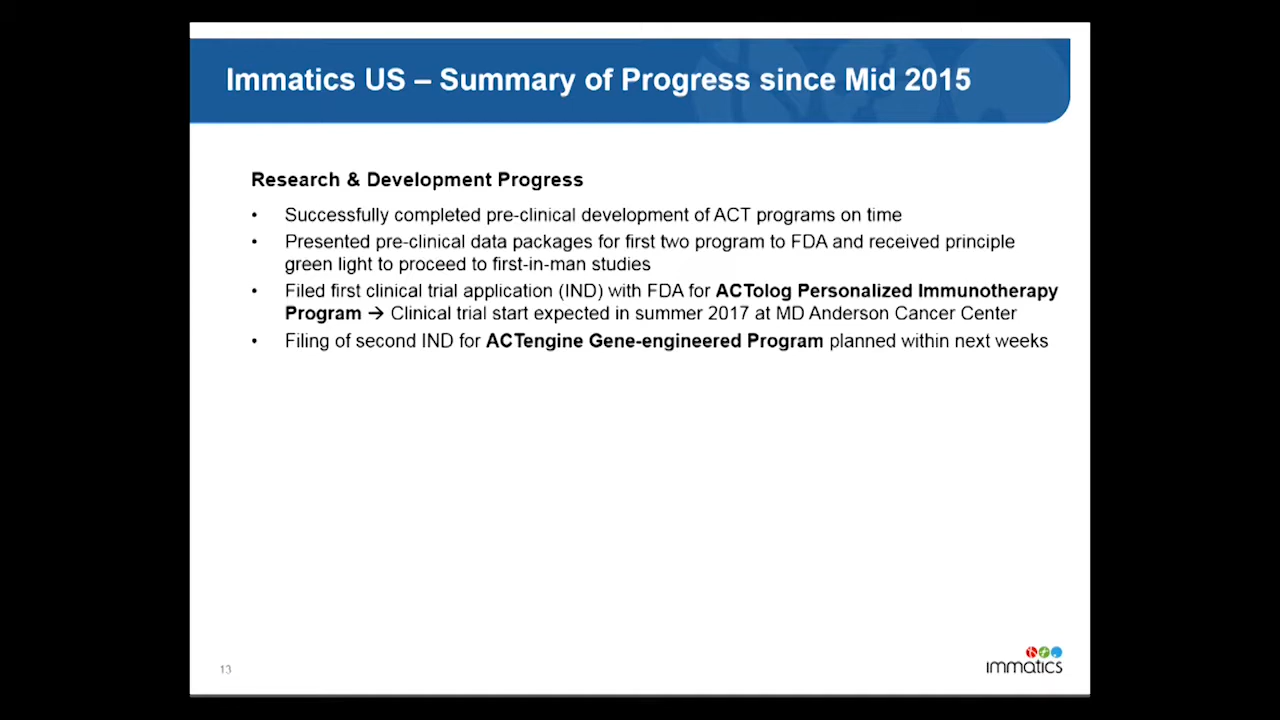 Immatics US – Summary of Progress since Mid 2015
Research & Development Progress
• Successfully completed pre-clinical development of ACT programs on time
• Presented pre-clinical data packages for first two program to FDA and received principle
green light to proceed to first-in-man studies
• Filed first clinical trial application (IND) with FDA for ACTolog Personalized Immunotherapy
Program → Clinical trial start expected in summer 2017 at MD Anderson Cancer Center
• Filing of second IND for ACTengine Gene-engineered Program planned within next weeks
13
immatics